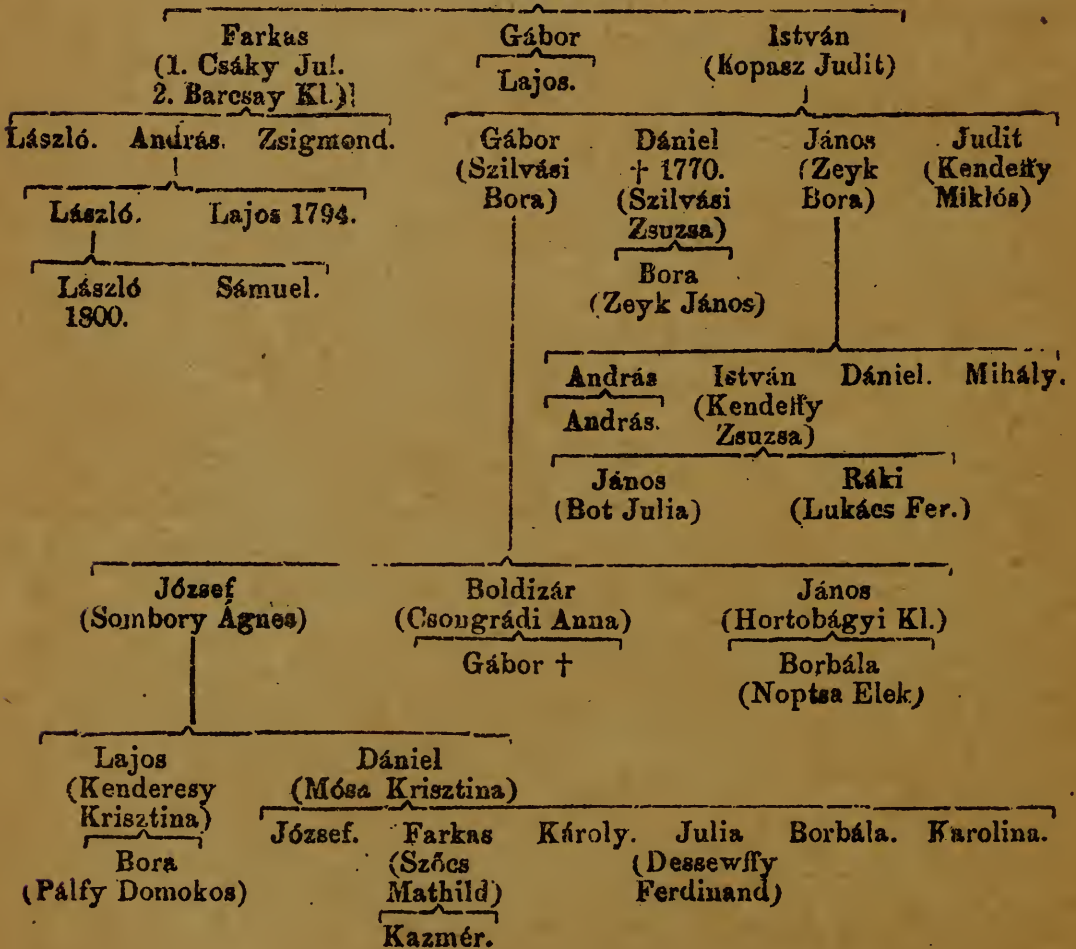 Farkas Gábor István
(1. Csáky Jul. Lajos. (Kopasz Judit)
2. Barcsay Kl.)
László. András. Zsigmond. Gábor Dániel János Judit
(Szilvási † 1770. (Zeyk (Kendeffy
Bora) (Szilvási Bora) Miklós)
László. Lajos 1794. Zsuzsa)
Bora
László Sámuel. (Zeyk János)
1800.
András István Dániel. Mihály.
András. (Kendeffy
Zsuzsa)
János Ráki
(Bot Julia) (Lukács Fer.)
József Boldizár János
(Sombory Ágnes) (Csongrádi Anna) (Hortobágyi Kl.)
Gábor † Borbála
(Noptsa Elek)
Lajos Dániel
(Kenderesy (Mósa Krisztina)
Krisztina) József. Farkas Károly. Julia Borbála. Karolina.
Bora (Szőcs (Dessewffy
(Pálfy Domokos) Mathild) Ferdinand)
Kazmér.